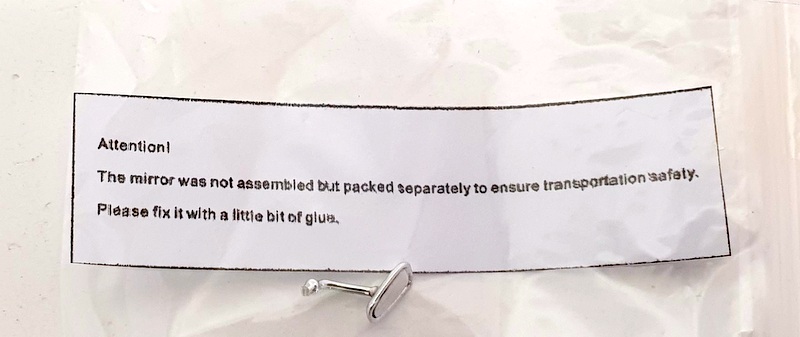 Attention!
The mirror was not assembled but packed separately to ensure transportation safety.
Please fix it with a little bit of glue.